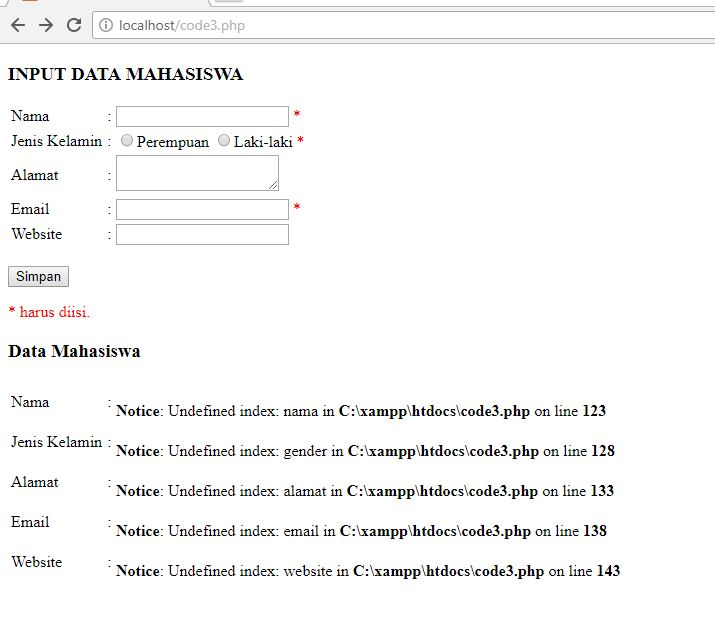 localhost/code3.php
INPUT DATA MAHASISWA
Nama : *
Jenis Kelamin : Perempuan Laki-laki *
Alamat :
Email : *
Website :
Simpan
* harus diisi.
Data Mahasiswa
Nama : Notice: Undefined index: nama in C:\xampp\htdocs\code3.php on line 123
Jenis Kelamin : Notice: Undefined index: gender in C:\xampp\htdocs\code3.php on line 128
Alamat : Notice: Undefined index: alamat in C:\xampp\htdocs\code3.php on line 133
Email : Notice: Undefined index: email in C:\xampp\htdocs\code3.php on line 138
Website : Notice: Undefined index: website in C:\xampp\htdocs\code3.php on line 143